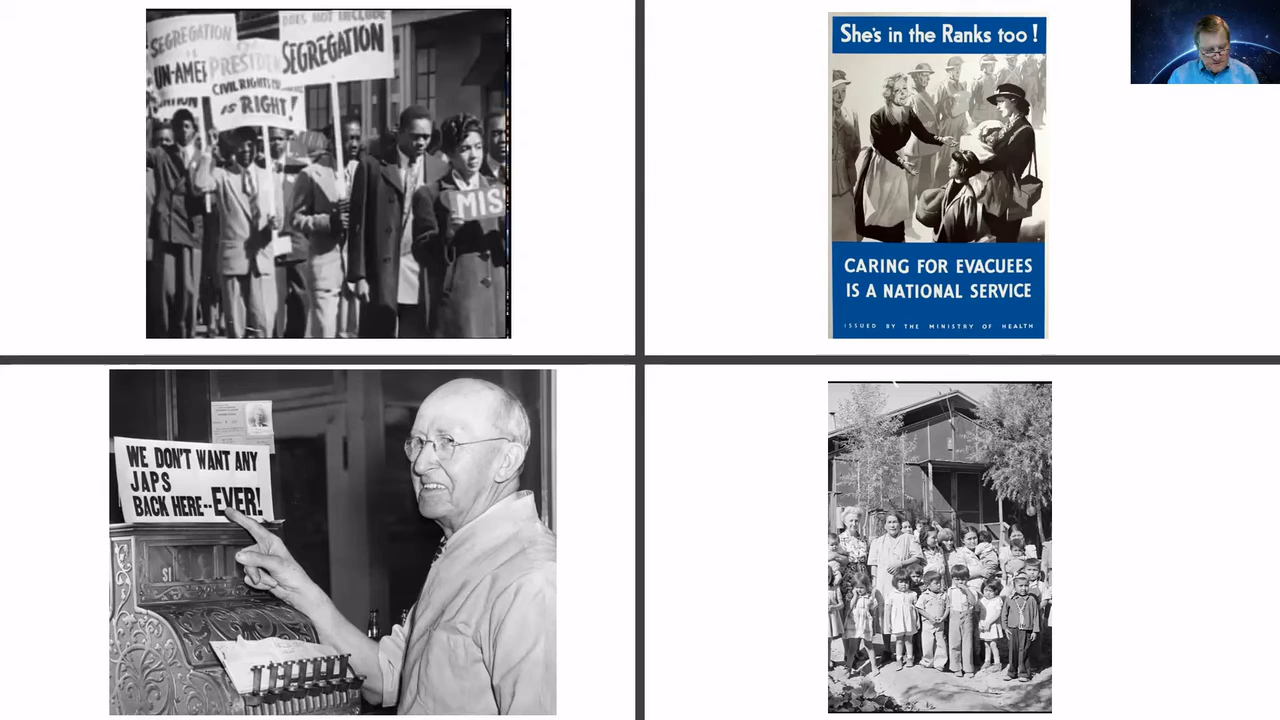 SEGREGATION
UN-AME
PRESIDEN
CIVIL RIGHTS
IS RIGHT!
DOES NOT INCLUDE
SEGREGATION
MIS
She's in the Ranks too!
CARING FOR EVACUEES
IS A NATIONAL SERVICE
ISSUED BY THE MINISTRY OF HEALTH
WE DON'T WANT ANY
JAPS
BACK HERE--EVER!
$1